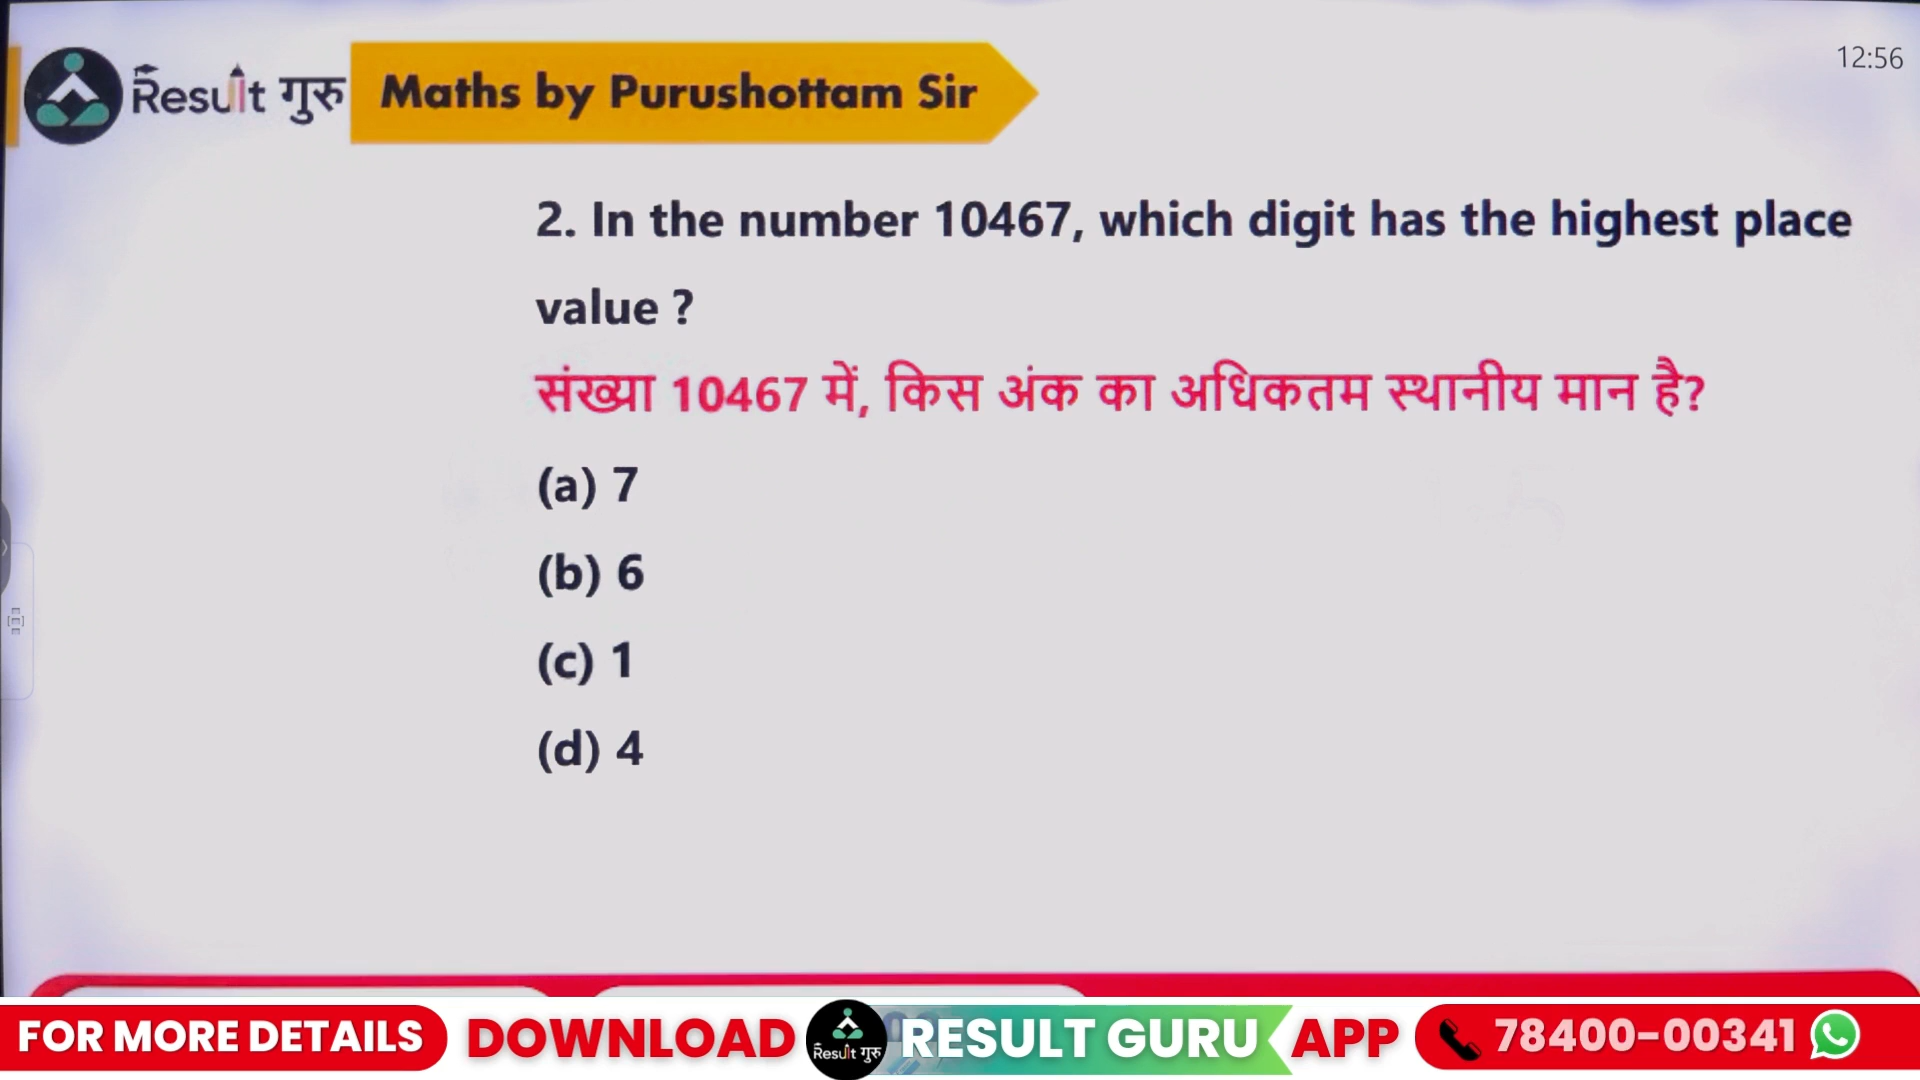 Result गुरु
Maths by Purushottam Sir
12:56
2. In the number 10467, which digit has the highest place
value ?
संख्या 10467 में, किस अंक का अधिकतम स्थानीय मान है?
(a) 7
(b) 6
(c) 1
(d) 4
FOR MORE DETAILS
DOWNLOAD
Result गुरु
RESULT GURU
APP
78400-00341